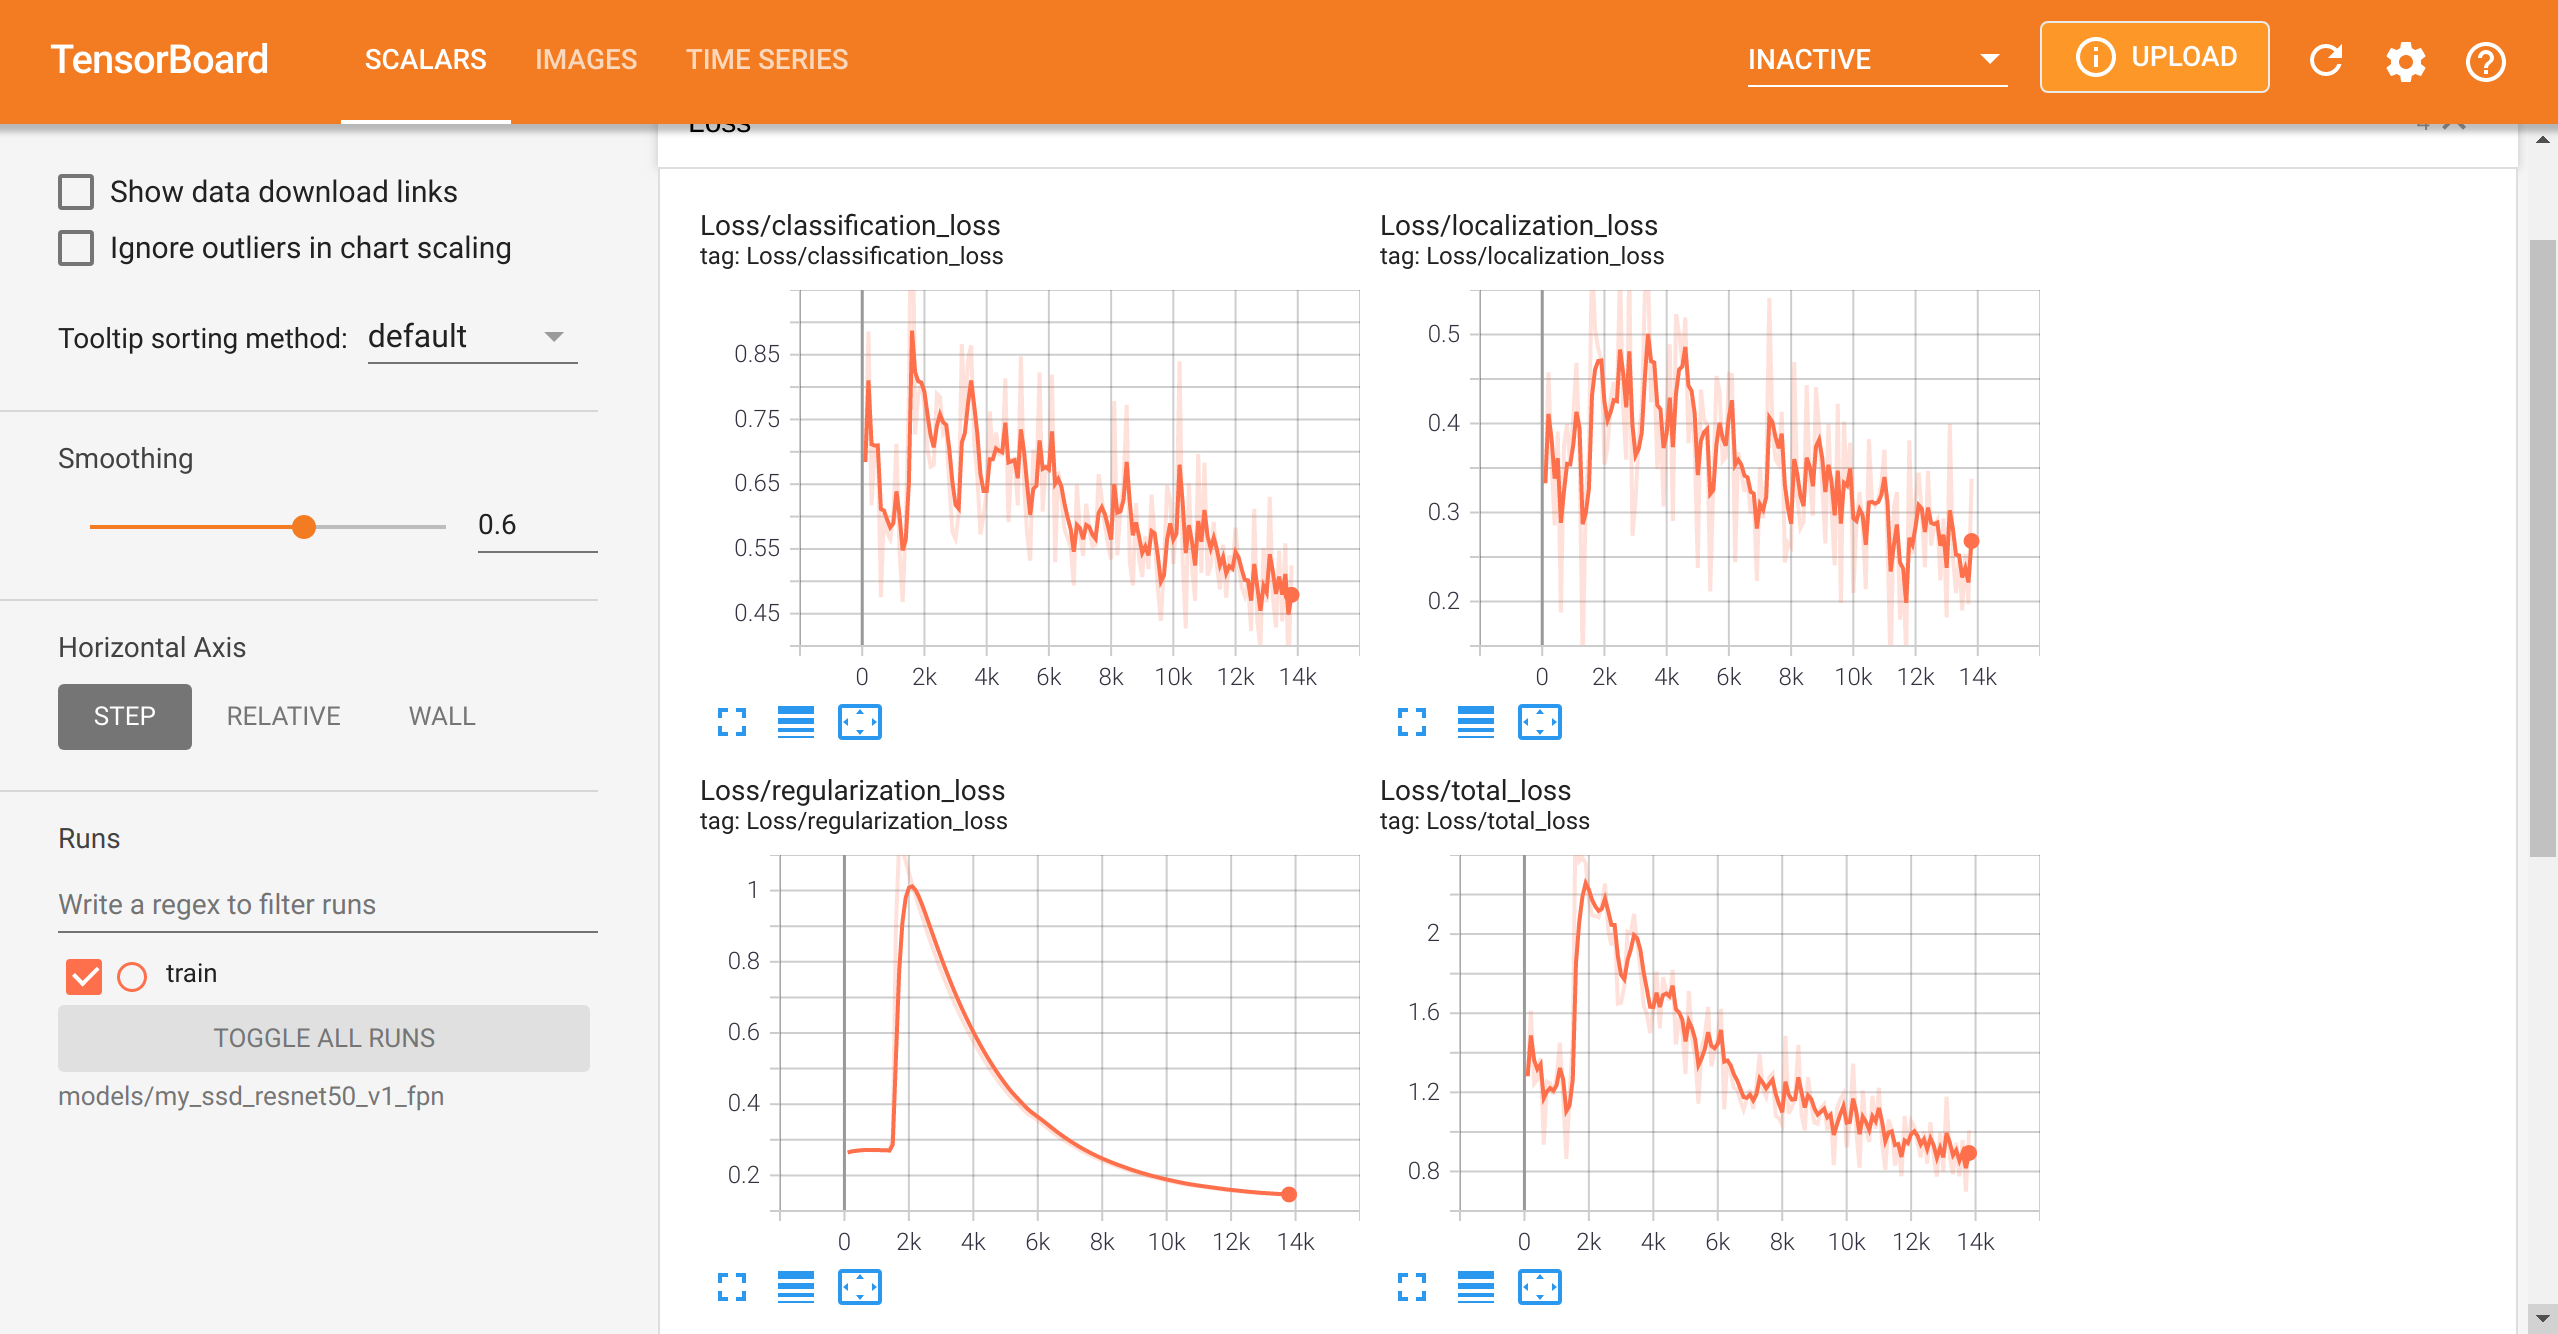 TensorBoard
SCALARS IMAGES TIME SERIES
INACTIVE
UPLOAD
Show data download links
Ignore outliers in chart scaling
Tooltip sorting method: default
Smoothing
0.6
Horizontal Axis
STEP RELATIVE WALL
Runs
Write a regex to filter runs
train
TOGGLE ALL RUNS
models/my_ssd_resnet50_v1_fpn
Loss
4
Loss/classification_loss
tag: Loss/classification_loss
0.85
0.75
0.65
0.55
0.45
0 2k 4k 6k 8k 10k 12k 14k
Loss/localization_loss
tag: Loss/localization_loss
0.5
0.4
0.3
0.2
0 2k 4k 6k 8k 10k 12k 14k
Loss/regularization_loss
tag: Loss/regularization_loss
1
0.8
0.6
0.4
0.2
0 2k 4k 6k 8k 10k 12k 14k
Loss/total_loss
tag: Loss/total_loss
2
1.6
1.2
0.8
0 2k 4k 6k 8k 10k 12k 14k